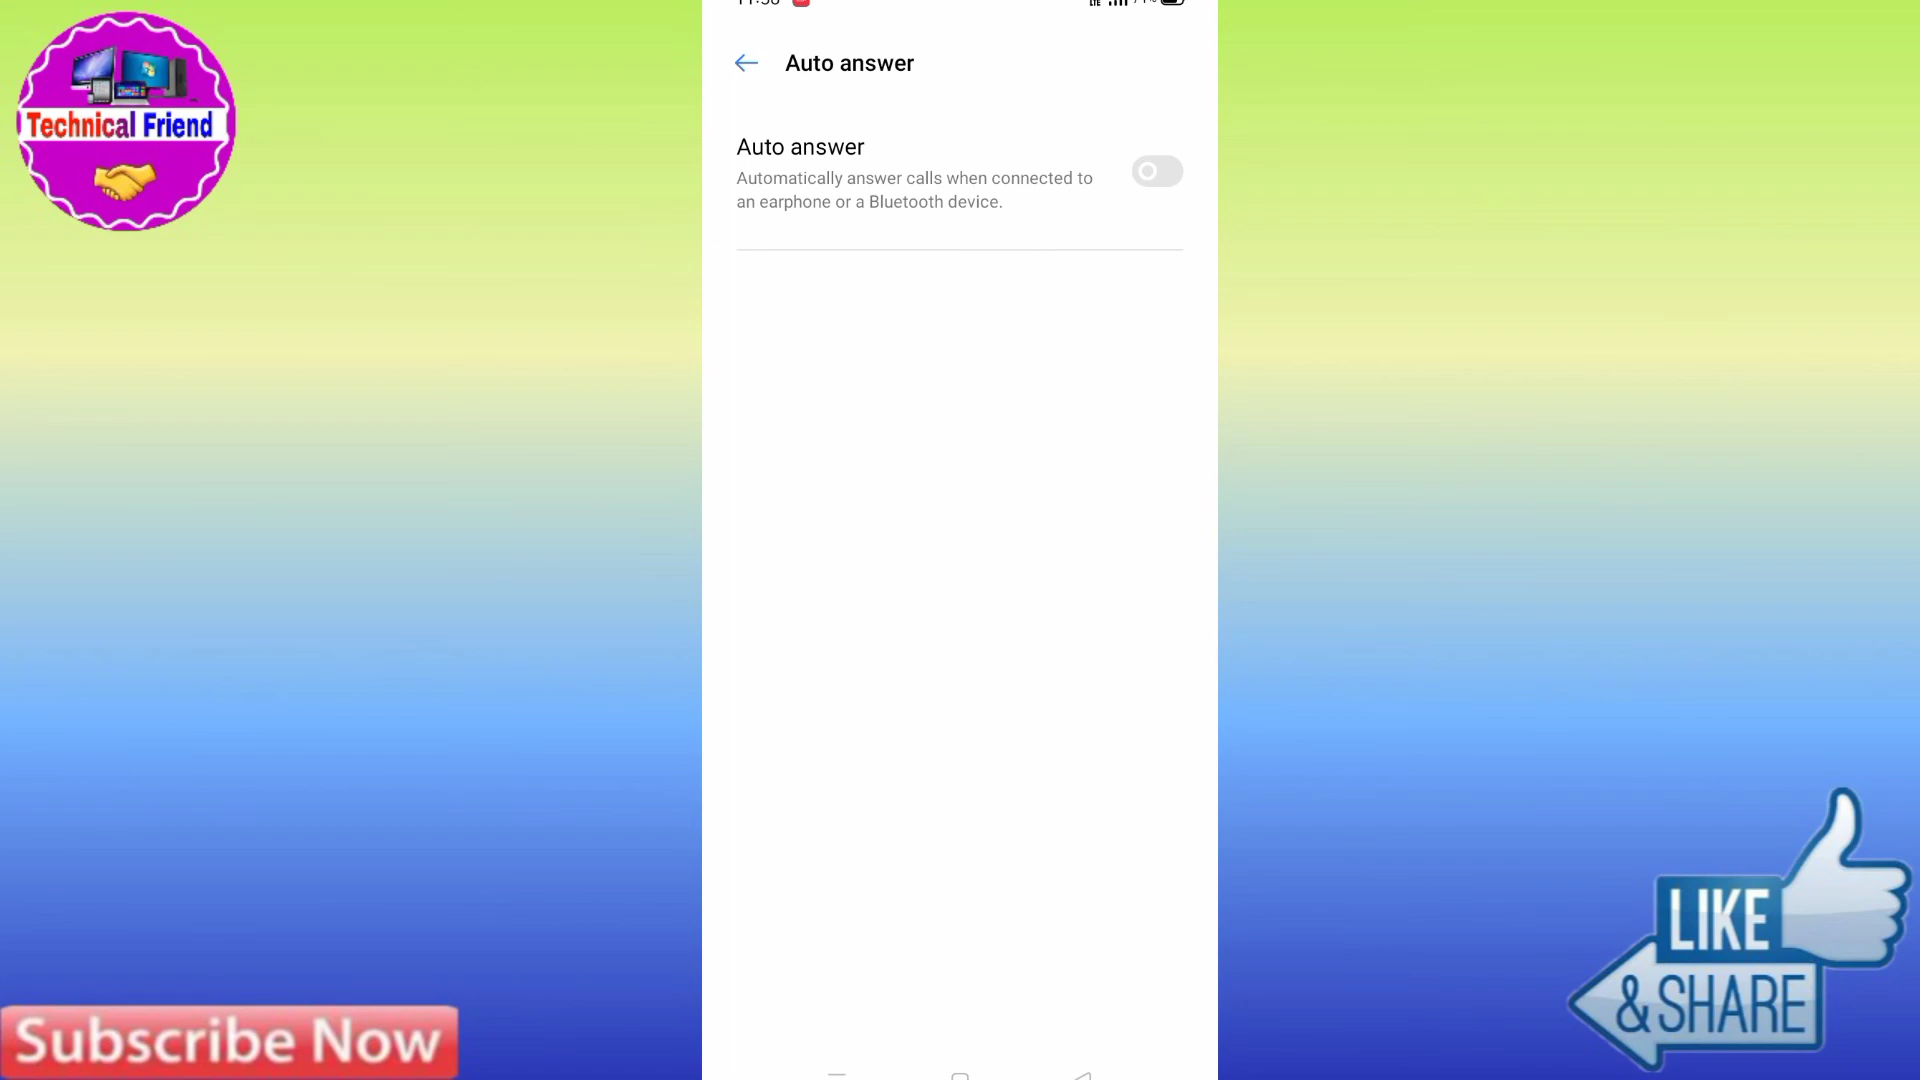 Technical Friend
Auto answer
Auto answer
Automatically answer calls when connected to
an earphone or a Bluetooth device.
LIKE
& SHARE
Subscribe Now